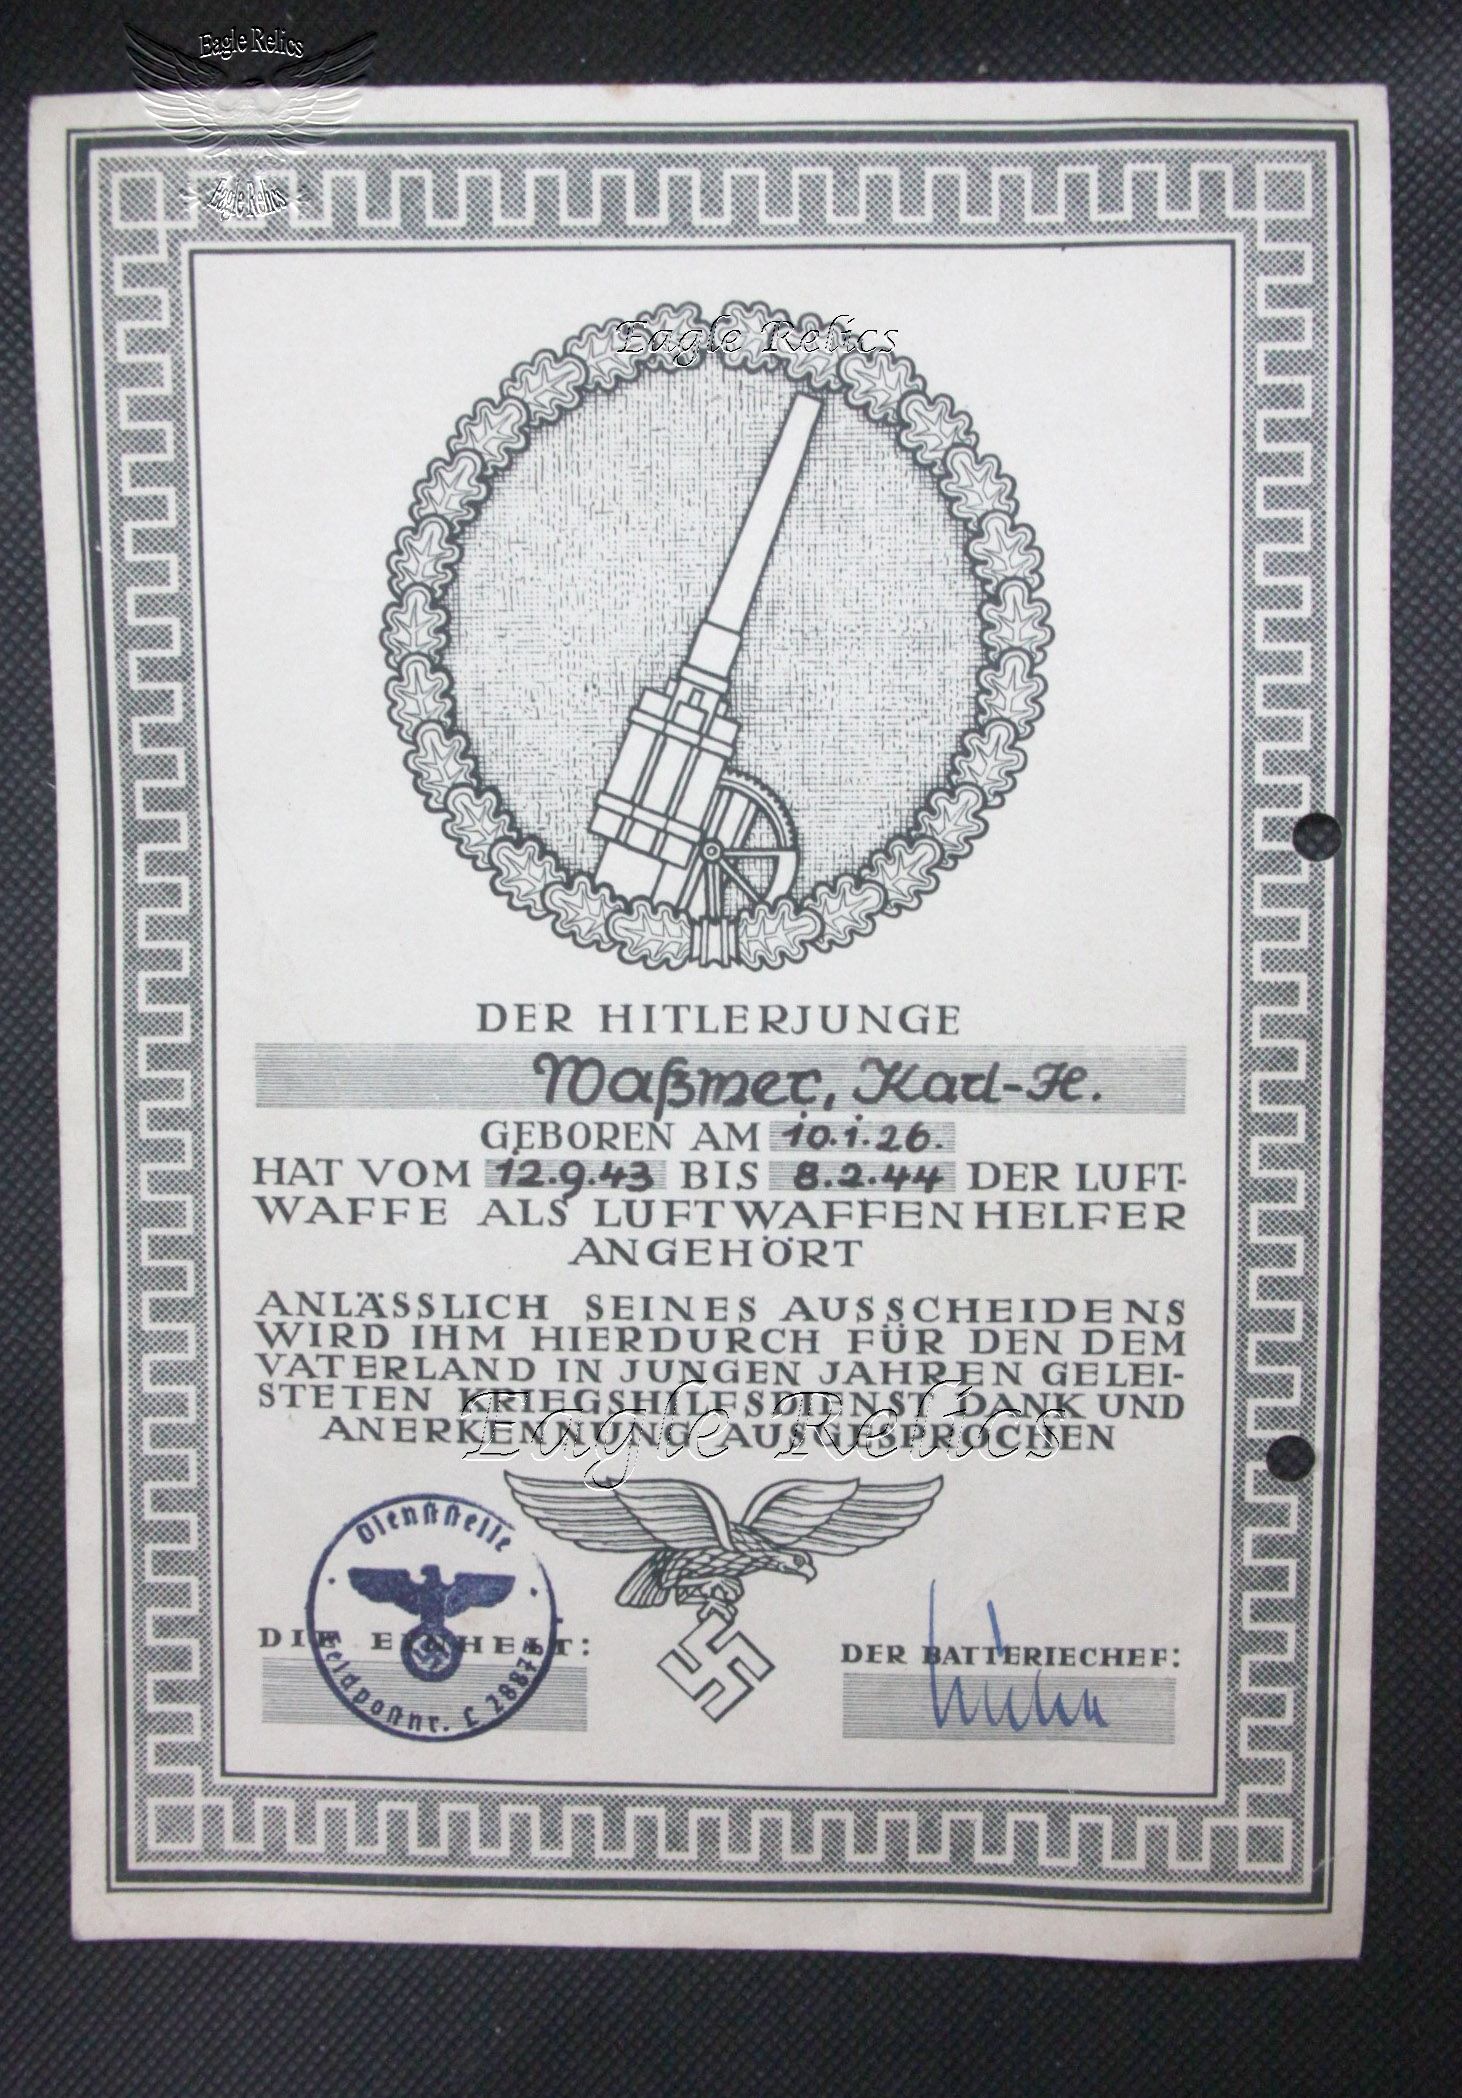 Eagle Relics
Eagle Relics
Eagle Relics
DER HITLERJUNGE
Waßmer, Karl-H.
GEBOREN AM 10.1.26.
HAT VOM 12.9.43 BIS 8.2.44 DER LUFT-
WAFFE ALS LUFTWAFFENHELFER
ANGEHÖRT
ANLÄSSLICH SEINES AUSSCHEIDENS
WIRD IHM HIERDURCH FÜR DEN DEM
VATERLAND IN JUNGEN JAHREN GELEI-
STETEN KRIEGSHILFSDIENST DANK UND
ANERKENNUNG AUSGESPROCHEN
Eagle Relics
Dienststelle
DIE EINHEIT:
Feldpostnr. L
DER BATTERIECHEF: